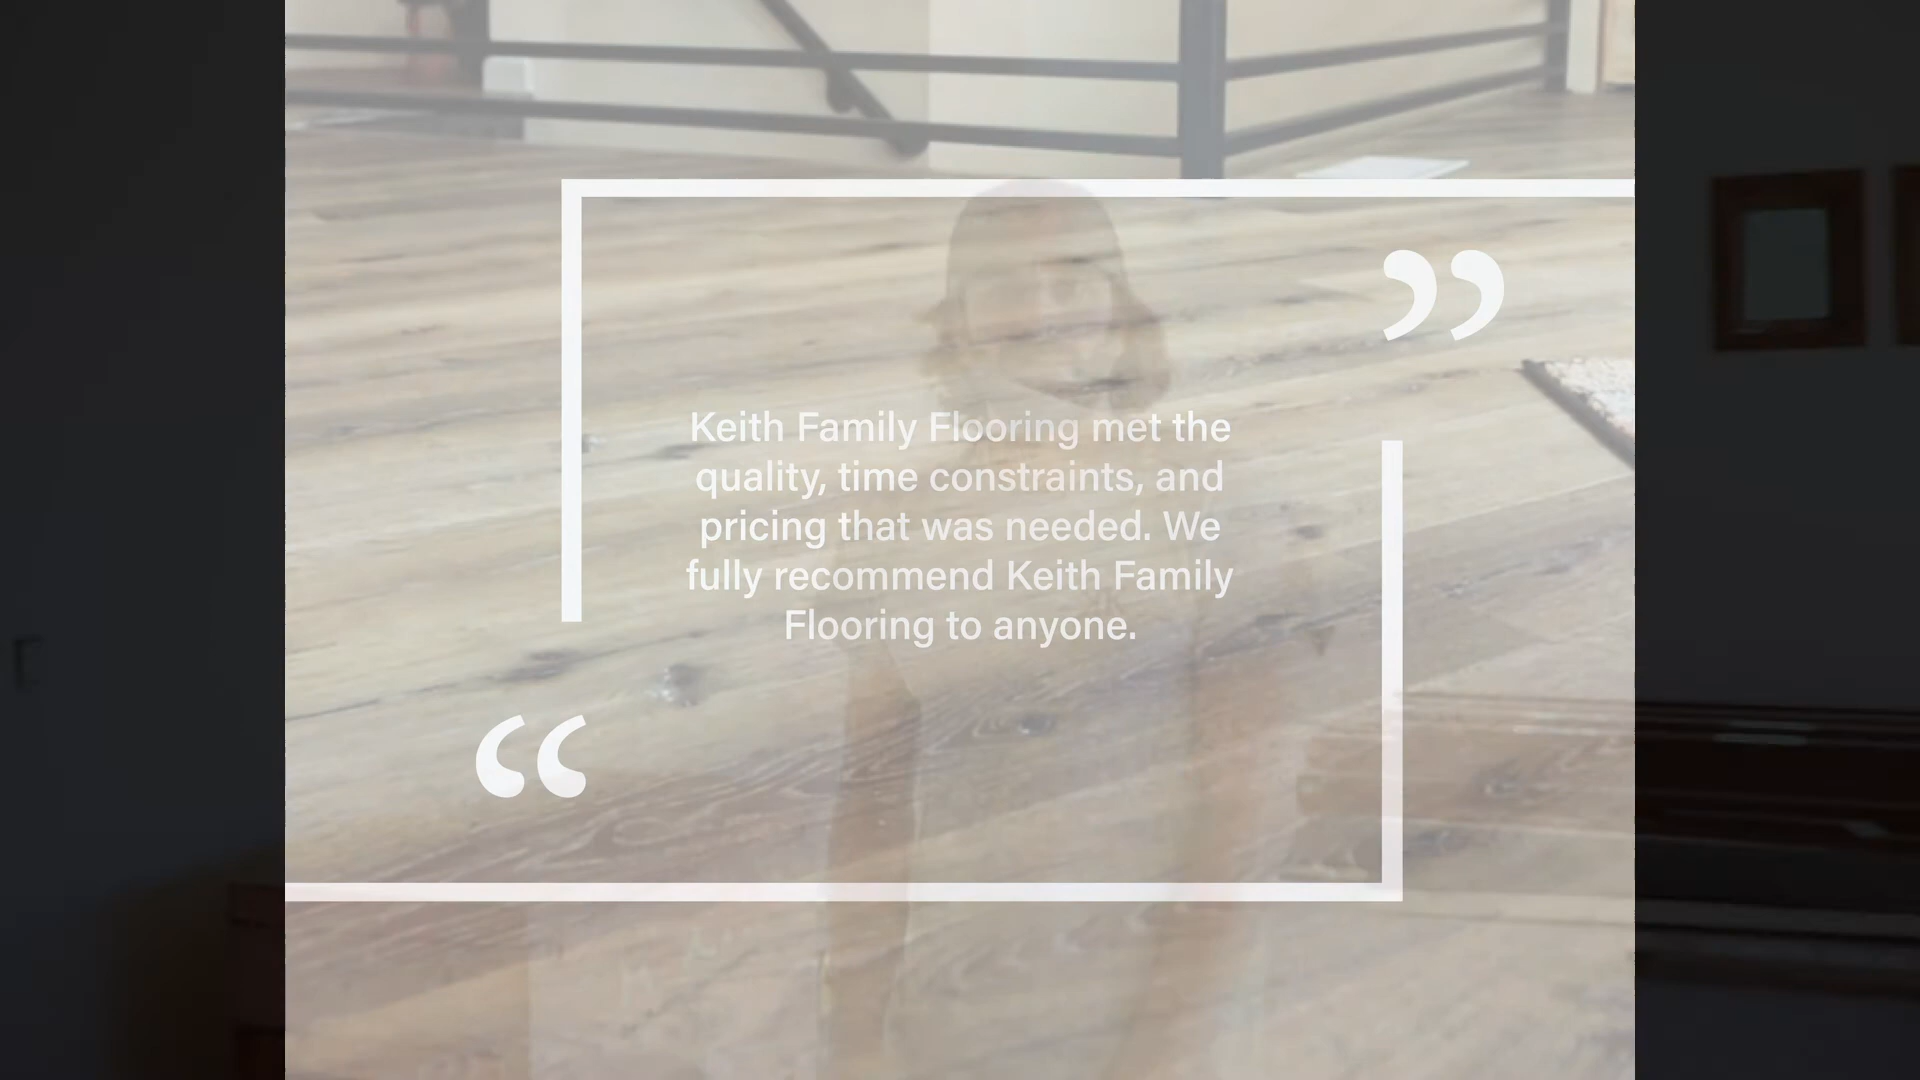 Keith Family Flooring met the
quality, time constraints, and
pricing that was needed. We
fully recommend Keith Family
Flooring to anyone.